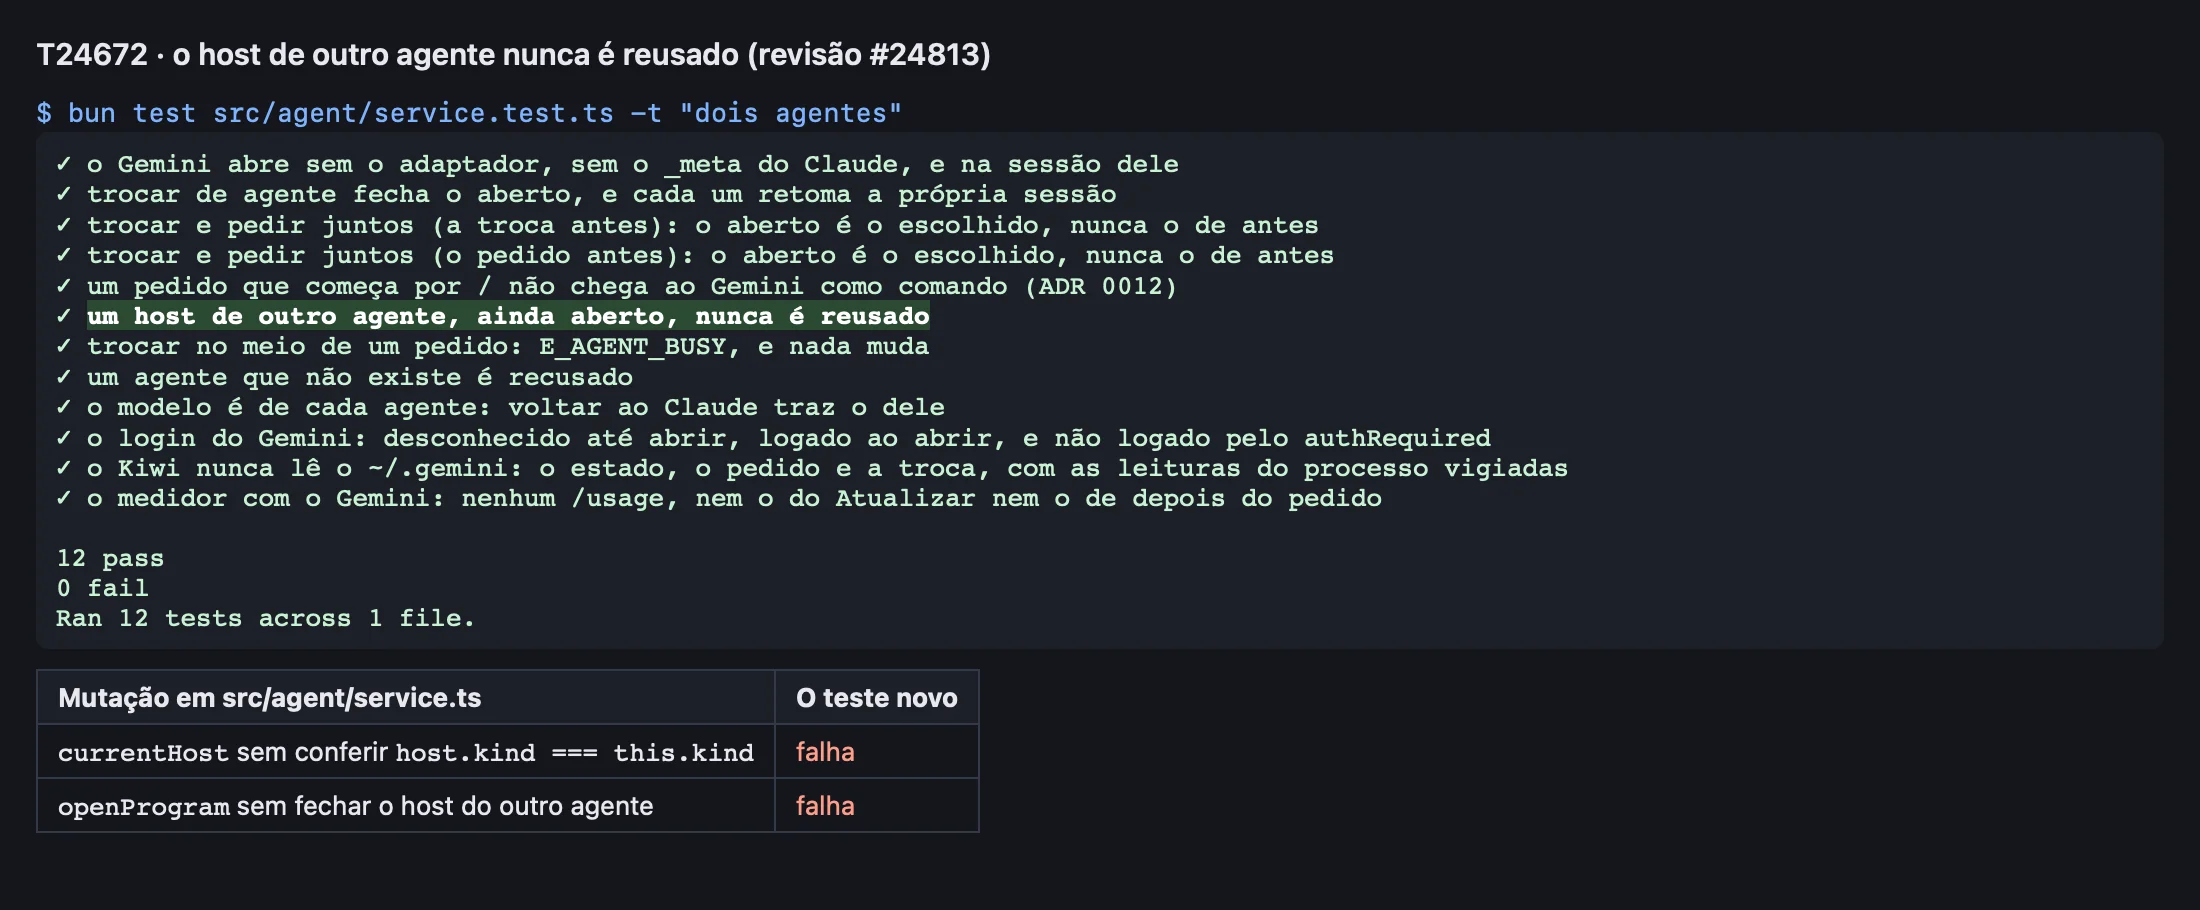 T24672 · o host de outro agente nunca é reusado (revisão #24813)
$ bun test src/agent/service.test.ts -t "dois agentes"
✓ o Gemini abre sem o adaptador, sem o _meta do Claude, e na sessão dele
✓ trocar de agente fecha o aberto, e cada um retoma a própria sessão
✓ trocar e pedir juntos (a troca antes): o aberto é o escolhido, nunca o de antes
✓ trocar e pedir juntos (o pedido antes): o aberto é o escolhido, nunca o de antes
✓ um pedido que começa por / não chega ao Gemini como comando (ADR 0012)
✓ um host de outro agente, ainda aberto, nunca é reusado
✓ trocar no meio de um pedido: E_AGENT_BUSY, e nada muda
✓ um agente que não existe é recusado
✓ o modelo é de cada agente: voltar ao Claude traz o dele
✓ o login do Gemini: desconhecido até abrir, logado ao abrir, e não logado pelo authRequired
✓ o Kiwi nunca lê o ~/.gemini: o estado, o pedido e a troca, com as leituras do processo vigiadas
✓ o medidor com o Gemini: nenhum /usage, nem o do Atualizar nem o de depois do pedido
12 pass
0 fail
Ran 12 tests across 1 file.
Mutação em src/agent/service.ts O teste novo
currentHost sem conferir host.kind === this.kind falha
openProgram sem fechar o host do outro agente falha